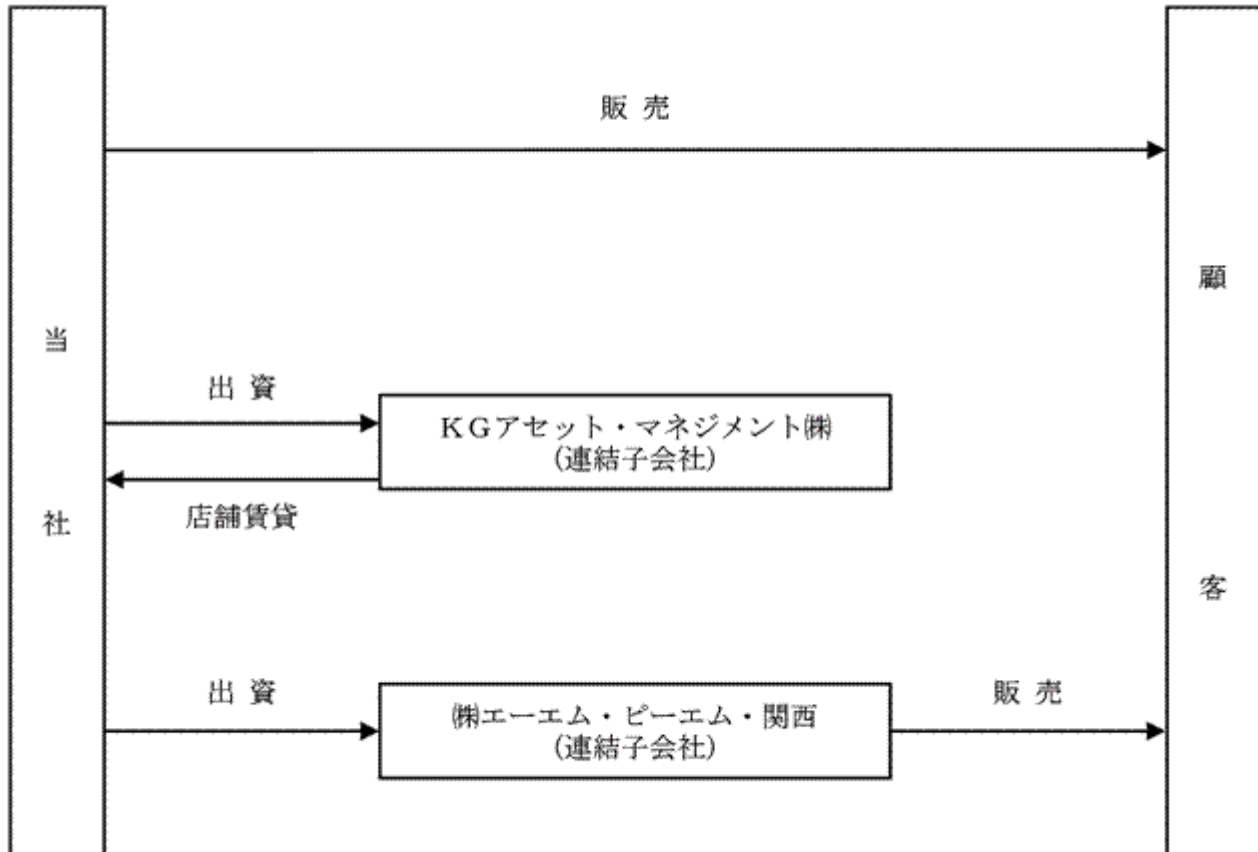 販 売
当 社
顧 客
出 資
KGアセット・マネジメント㈱
(連結子会社)
店舗賃貸
出 資
㈱エーエム・ピーエム・関西
(連結子会社)
販 売